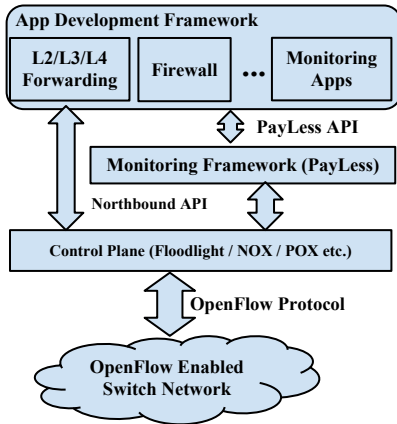 App Development Framework
L2/L3/L4
Forwarding
Firewall
...
Monitoring
Apps
PayLess API
Monitoring Framework (PayLess)
Northbound API
Control Plane (Floodlight / NOX / POX etc.)
OpenFlow Protocol
OpenFlow Enabled
Switch Network